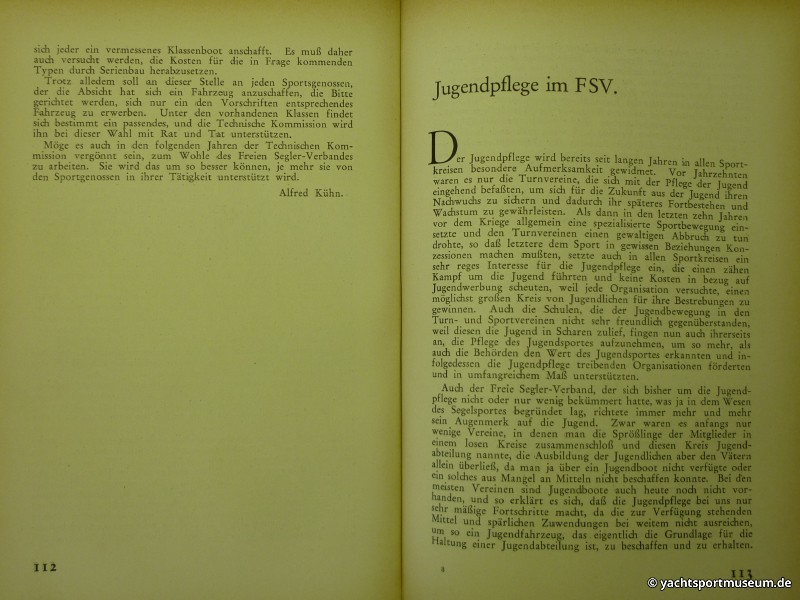 sich jeder ein vermessenes Klassenboot anschafft. Es muß daher
auch versucht werden, die Kosten für die in Frage kommenden
Typen durch Serienbau herabzusetzen.
Trotz alledem soll an dieser Stelle an jeden Sportsgenossen,
der die Absicht hat sich ein Fahrzeug anzuschaffen, die Bitte
gerichtet werden, sich nur ein den Vorschriften entsprechendes
Fahrzeug zu erwerben. Unter den vorhandenen Klassen findet
sich bestimmt ein passendes, und die Technische Kommission wird
ihn bei dieser Wahl mit Rat und Tat unterstützen.
Möge es auch in den folgenden Jahren der Technischen Kom-
mission vergönnt sein, zum Wohle des Freien Segler-Verbandes
zu arbeiten. Sie wird das um so besser können, je mehr sie von
den Sportgenossen in ihrer Tätigkeit unterstützt wird.
Alfred Kühn.
112
Jugendpflege im FSV.
Der Jugendpflege wird bereits seit langen Jahren in allen Sport-
kreisen besondere Aufmerksamkeit gewidmet. Vor Jahrzehnten
waren es nur die Turnvereine, die sich mit der Pflege der Jugend
eingehend befaßten, um sich für die Zukunft aus der Jugend ihren
Nachwuchs zu sichern und dadurch ihr späteres Fortbestehen und
Wachstum zu gewährleisten. Als dann in den letzten zehn Jahren
vor dem Kriege allgemein eine spezialisierte Sportbewegung ein-
setzte und den Turnvereinen einen gewaltigen Abbruch zu tun
drohte, so daß letztere dem Sport in gewissen Beziehungen Kon-
zessionen machen mußten, setzte auch in allen Sportkreisen ein
sehr reges Interesse für die Jugendpflege ein, die einen zähen
Kampf um die Jugend führten und keine Kosten in bezug auf
Jugendwerbung scheuten, weil jede Organisation versuchte, einen
möglichst großen Kreis von Jugendlichen für ihre Bestrebungen zu
gewinnen. Auch die Schulen, die der Jugendbewegung in den
Turn- und Sportvereinen nicht sehr freundlich gegenüberstanden,
weil diesen die Jugend in Scharen zulief, fingen nun auch ihrerseits
an, die Pflege des Jugendsportes aufzunehmen, um so mehr, als
auch die Behörden den Wert des Jugendsportes erkannten und in-
folgedessen die Jugendpflege treibenden Organisationen förderten
und in umfangreichem Maß unterstützten.
Auch der Freie Segler-Verband, der sich bisher um die Jugend-
pflege nicht oder nur wenig bekümmert hatte, was ja in dem Wesen
des Segelsportes begründet lag, richtete immer mehr und mehr
sein Augenmerk auf die Jugend. Zwar waren es anfangs nur
wenige Vereine, in denen man die Sprößlinge der Mitglieder in
einem losen Kreise zusammenschloß und diesen Kreis Jugend-
abteilung nannte, die Ausbildung der Jugendlichen aber den Vätern
allein überließ, da man ja über ein Jugendboot nicht verfügte oder
ein solches aus Mangel an Mitteln nicht beschaffen konnte. Bei den
meisten Vereinen sind Jugendboote auch heute noch nicht vor-
handen, und so erklärt es sich, daß die Jugendpflege bei uns nur
sehr mäßige Fortschritte macht, da die zur Verfügung stehenden
Mittel und spärlichen Zuwendungen bei weitem nicht ausreichen,
um so ein Jugendfahrzeug, das eigentlich die Grundlage für die
Haltung einer Jugendabteilung ist, zu beschaffen und zu erhalten.
8
113
© yachtsportmuseum.de